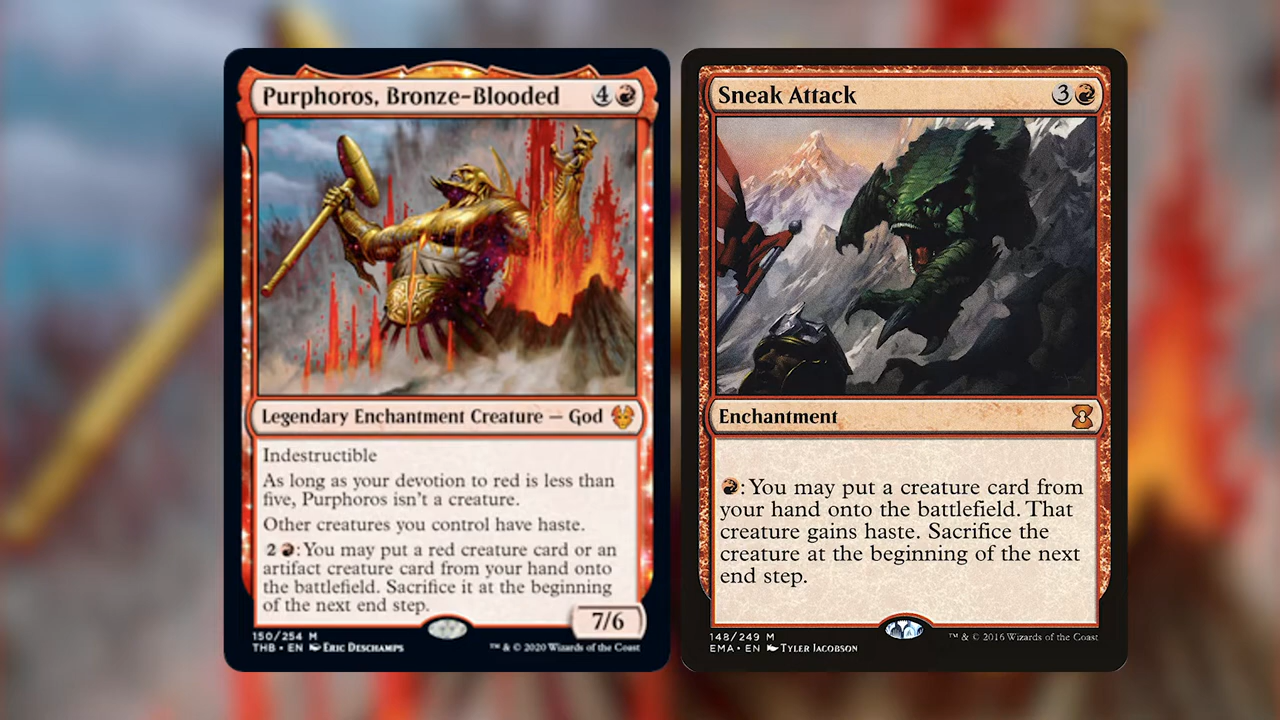 Purphoros, Bronze-Blooded 4
Legendary Enchantment Creature — God
Indestructible
As long as your devotion to red is less than
five, Purphoros isn't a creature.
Other creatures you control have haste.
2 : You may put a red creature card or an
artifact creature card from your hand onto
the battlefield. Sacrifice it at the beginning
of the next end step.
7/6
150/254 M
THB • EN Eric Deschamps
™ & © 2020 Wizards of the Coast
Sneak Attack 3
Enchantment
: You may put a creature card from
your hand onto the battlefield. That
creature gains haste. Sacrifice the
creature at the beginning of the next
end step.
148/249 M
EMA • EN Tyler Jacobson
™ & © 2016 Wizards of the Coast